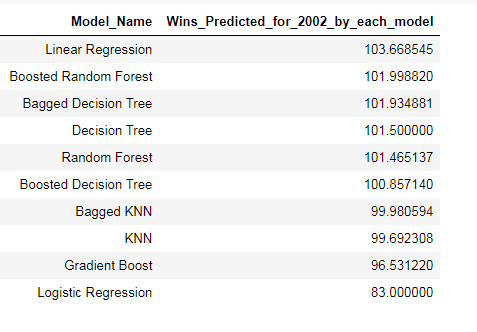 Model_Name Wins_Predicted_for_2002_by_each_model
Linear Regression 103.668545
Boosted Random Forest 101.998820
Bagged Decision Tree 101.934881
Decision Tree 101.500000
Random Forest 101.465137
Boosted Decision Tree 100.857140
Bagged KNN 99.980594
KNN 99.692308
Gradient Boost 96.531220
Logistic Regression 83.000000